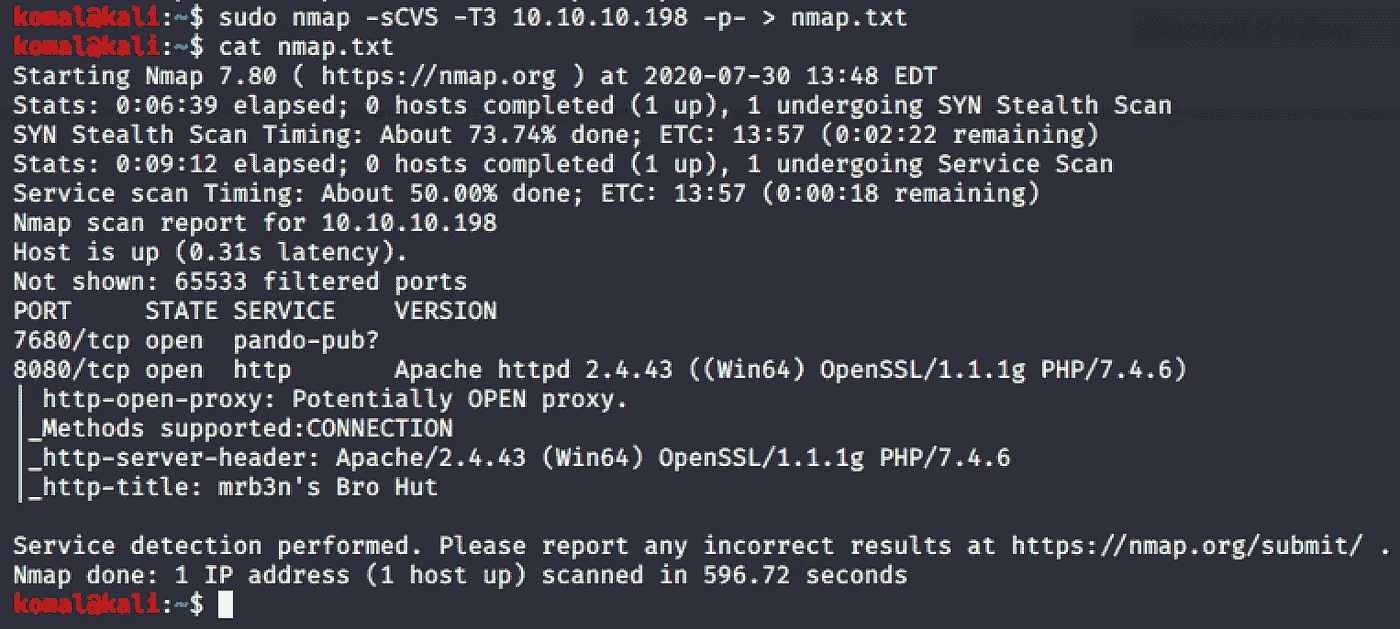 komal@kali:~$ sudo nmap -sCVS -T3 10.10.10.198 -p- > nmap.txt
komal@kali:~$ cat nmap.txt
Starting Nmap 7.80 ( https://nmap.org ) at 2020-07-30 13:48 EDT
Stats: 0:06:39 elapsed; 0 hosts completed (1 up), 1 undergoing SYN Stealth Scan
SYN Stealth Scan Timing: About 73.74% done; ETC: 13:57 (0:02:22 remaining)
Stats: 0:09:12 elapsed; 0 hosts completed (1 up), 1 undergoing Service Scan
Service scan Timing: About 50.00% done; ETC: 13:57 (0:00:18 remaining)
Nmap scan report for 10.10.10.198
Host is up (0.31s latency).
Not shown: 65533 filtered ports
PORT     STATE SERVICE    VERSION
7680/tcp open  pando-pub?
8080/tcp open  http       Apache httpd 2.4.43 ((Win64) OpenSSL/1.1.1g PHP/7.4.6)
| http-open-proxy: Potentially OPEN proxy.
|_Methods supported:CONNECTION
|_http-server-header: Apache/2.4.43 (Win64) OpenSSL/1.1.1g PHP/7.4.6
|_http-title: mrb3n's Bro Hut
Service detection performed. Please report any incorrect results at https://nmap.org/submit/ .
Nmap done: 1 IP address (1 host up) scanned in 596.72 seconds
komal@kali:~$